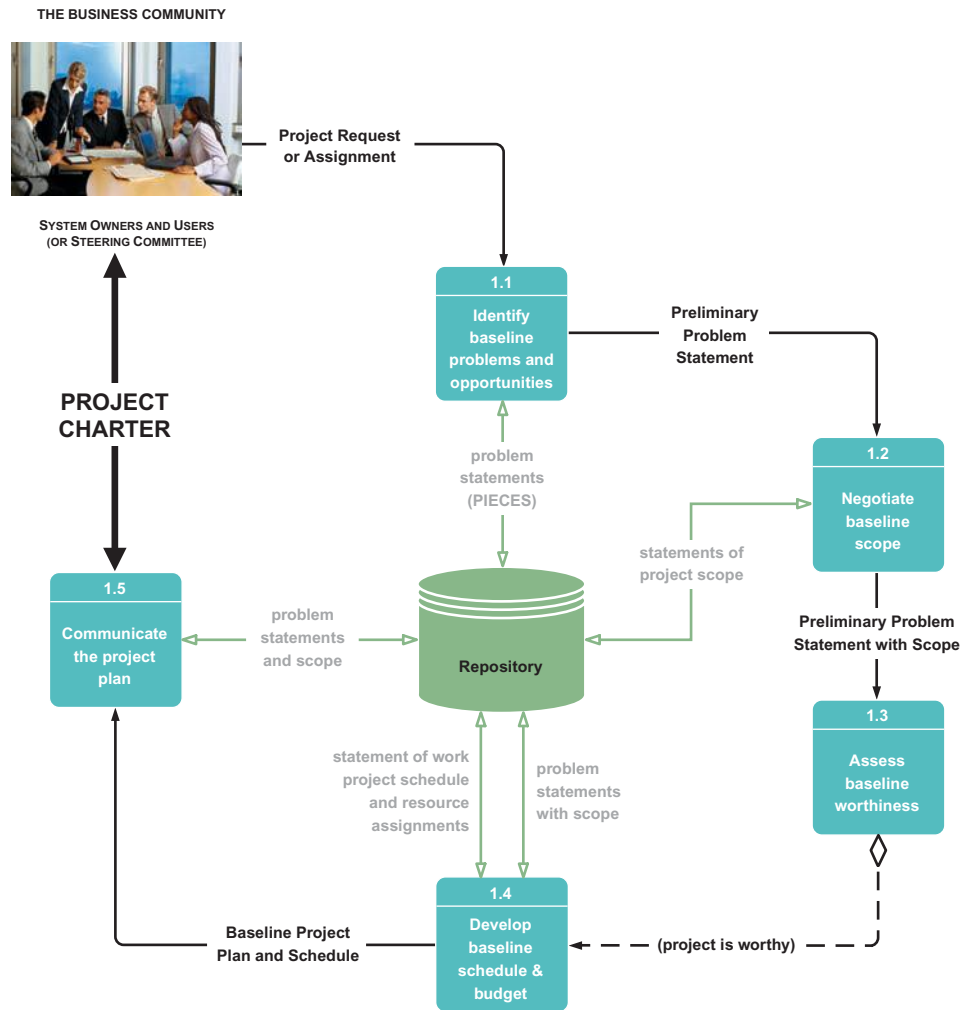 THE BUSINESS COMMUNITY
SYSTEM OWNERS AND USERS
(OR STEERING COMMITTEE)
Project Request
or Assignment
1.1
Identify
baseline
problems and
opportunities
Preliminary
Problem
Statement
PROJECT
CHARTER
problem
statements
(PIECES)
1.2
Negotiate
baseline
scope
statements of
project scope
1.5
Communicate
the project
plan
problem
statements
and scope
Repository
Preliminary Problem
Statement with Scope
1.3
Assess
baseline
worthiness
statement of work
project schedule
and resource
assignments
problem
statements
with scope
1.4
Develop
baseline
schedule &
budget
Baseline Project
Plan and Schedule
(project is worthy)